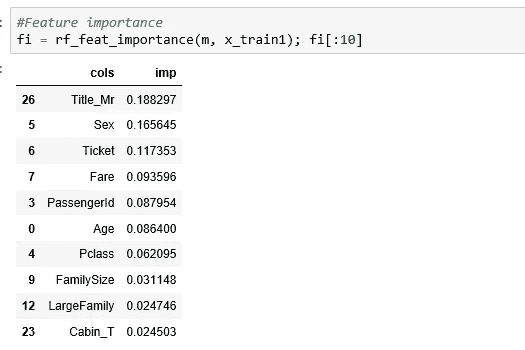 #Feature importance
fi = rf_feat_importance(m, x_train1); fi[:10]
cols imp
26 Title_Mr 0.188297
5 Sex 0.165645
6 Ticket 0.117353
7 Fare 0.093596
3 PassengerId 0.087954
0 Age 0.086400
4 Pclass 0.062095
9 FamilySize 0.031148
12 LargeFamily 0.024746
23 Cabin_T 0.024503